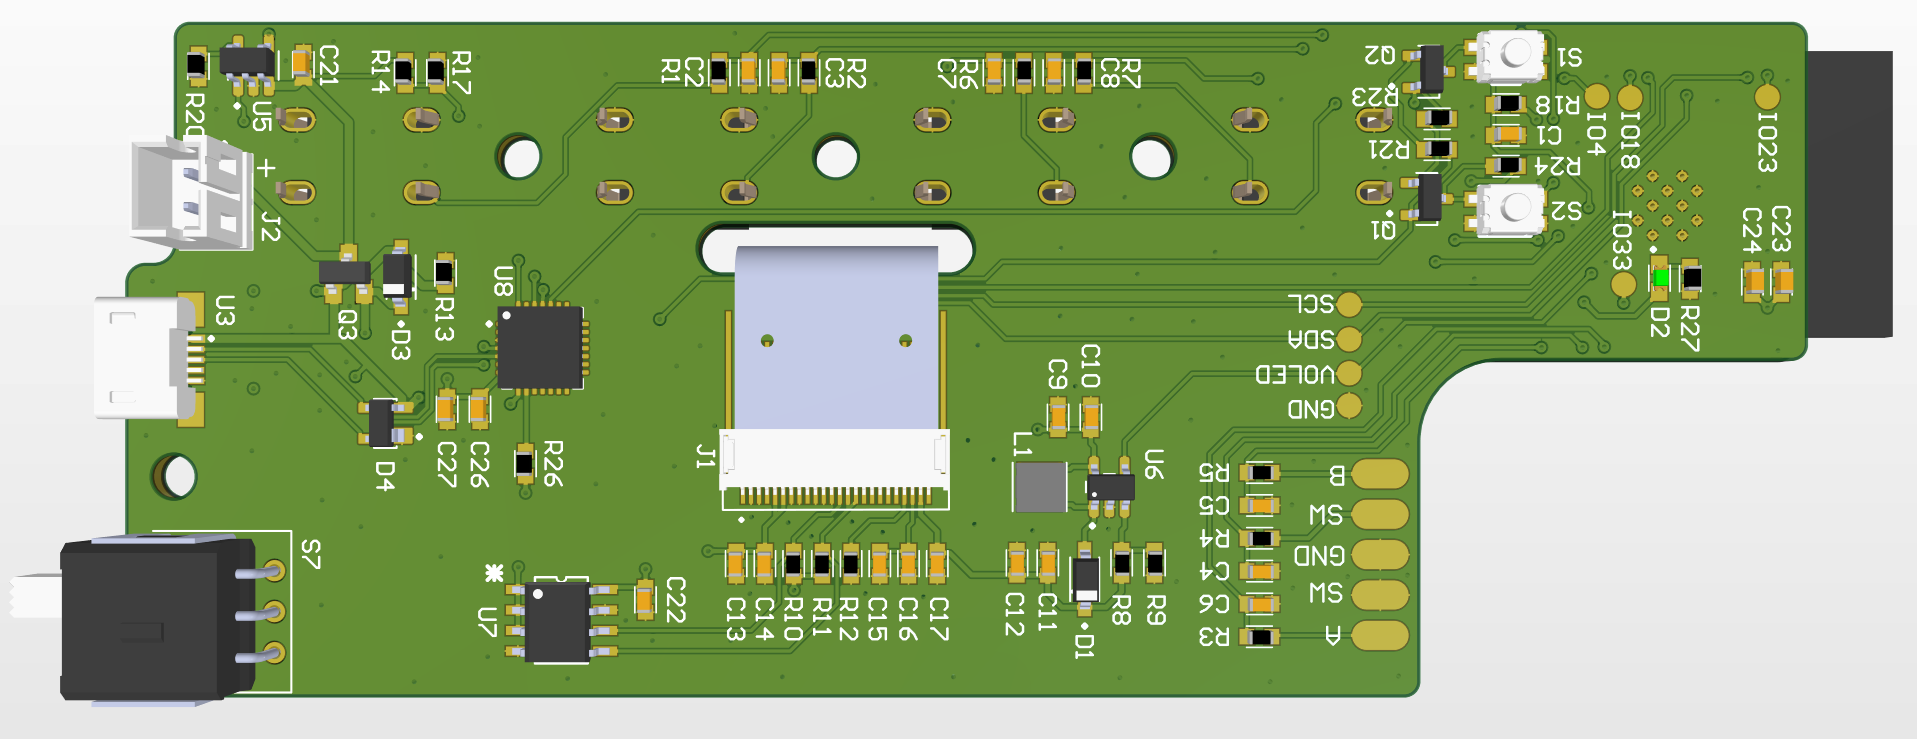 R20
U5
C21
R14
R17
R1
C2
C3
R2
C7
R6
C8
R7
Q2
S1
R23
R18
C1
R21
R24
IO4
IO18
IO23
Q1
S2
IO33
C24
C23
+
J2
U3
Q3
D3
R13
U8
D2
R27
SCL
SDA
VOLED
GND
C9
C10
D4
C27
C26
R26
J1
L1
U6
R5
B
C5
SW
R4
GND
C4
SW
C6
R3
A
S7
U7
C22
C13
C14
R10
R11
R12
C15
C16
C17
C12
C11
D1
R8
R9